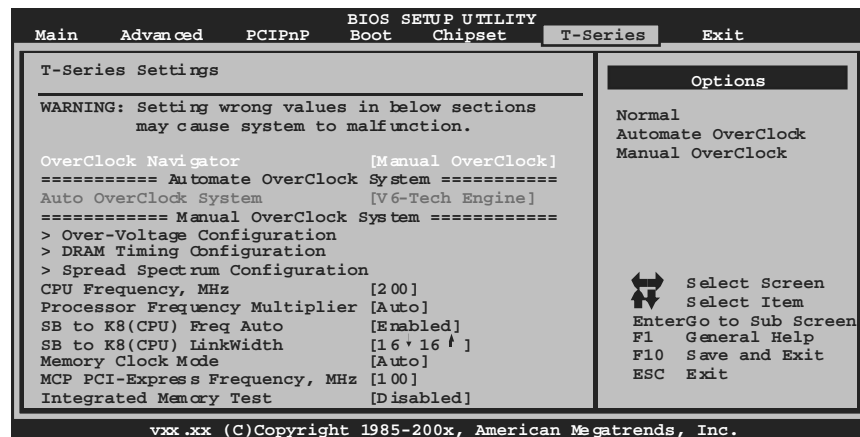 BIOS SETUP UTILITY
Main Advanced PCIPnP Boot Chipset T-Series Exit
T-Series Settings
WARNING: Setting wrong values in below sections
may cause system to malfunction.
OverClock Navigator [Manual OverClock]
=========== Automate OverClock System ===========
Auto OverClock System [V6-Tech Engine]
============ Manual OverClock System ============
> Over-Voltage Configuration
> DRAM Timing Configuration
> Spread Spectrum Configuration
CPU Frequency, MHz [200]
Processor Frequency Multiplier [Auto]
SB to K8(CPU) Freq Auto [Enabled]
SB to K8(CPU) LinkWidth [16↓ 16↑ ]
Memory Clock Mode [Auto]
MCP PCI-Express Frequency, MHz [100]
Integrated Memory Test [Disabled]
Options
Normal
Automate OverClock
Manual OverClock
Select Screen
Select Item
EnterGo to Sub Screen
F1 General Help
F10 Save and Exit
ESC Exit
vxx.xx (C)Copyright 1985-200x, American Megatrends, Inc.